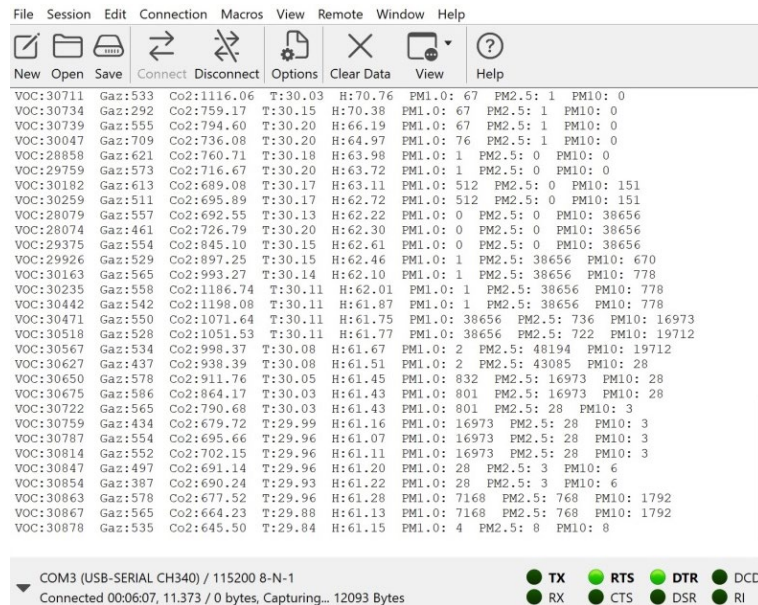 File Session Edit Connection Macros View Remote Window Help
New Open Save Connect Disconnect Options Clear Data View Help
VOC:30711 Gaz:533 Co2:1116.06 T:30.03 H:70.76 PM1.0: 67 PM2.5: 1 PM10: 0
VOC:30734 Gaz:292 Co2:759.17 T:30.15 H:70.38 PM1.0: 67 PM2.5: 1 PM10: 0
VOC:30739 Gaz:555 Co2:794.60 T:30.20 H:66.19 PM1.0: 67 PM2.5: 1 PM10: 0
VOC:30047 Gaz:709 Co2:736.08 T:30.20 H:64.97 PM1.0: 76 PM2.5: 1 PM10: 0
VOC:28858 Gaz:621 Co2:760.71 T:30.18 H:63.98 PM1.0: 1 PM2.5: 0 PM10: 0
VOC:29759 Gaz:573 Co2:716.67 T:30.20 H:63.72 PM1.0: 1 PM2.5: 0 PM10: 0
VOC:30182 Gaz:613 Co2:689.08 T:30.17 H:63.11 PM1.0: 512 PM2.5: 0 PM10: 151
VOC:30259 Gaz:511 Co2:695.89 T:30.17 H:62.72 PM1.0: 512 PM2.5: 0 PM10: 151
VOC:28079 Gaz:557 Co2:692.55 T:30.13 H:62.22 PM1.0: 0 PM2.5: 0 PM10: 38656
VOC:28074 Gaz:461 Co2:726.79 T:30.20 H:62.30 PM1.0: 0 PM2.5: 0 PM10: 38656
VOC:29375 Gaz:554 Co2:845.10 T:30.15 H:62.61 PM1.0: 0 PM2.5: 0 PM10: 38656
VOC:29926 Gaz:529 Co2:897.25 T:30.15 H:62.46 PM1.0: 1 PM2.5: 38656 PM10: 670
VOC:30163 Gaz:565 Co2:993.27 T:30.14 H:62.10 PM1.0: 1 PM2.5: 38656 PM10: 778
VOC:30235 Gaz:558 Co2:1186.74 T:30.11 H:62.01 PM1.0: 1 PM2.5: 38656 PM10: 778
VOC:30442 Gaz:542 Co2:1198.08 T:30.11 H:61.87 PM1.0: 1 PM2.5: 38656 PM10: 778
VOC:30471 Gaz:550 Co2:1071.64 T:30.11 H:61.75 PM1.0: 38656 PM2.5: 736 PM10: 16973
VOC:30518 Gaz:528 Co2:1051.53 T:30.11 H:61.77 PM1.0: 38656 PM2.5: 722 PM10: 19712
VOC:30567 Gaz:534 Co2:998.37 T:30.08 H:61.67 PM1.0: 2 PM2.5: 48194 PM10: 19712
VOC:30627 Gaz:437 Co2:938.39 T:30.08 H:61.51 PM1.0: 2 PM2.5: 43085 PM10: 28
VOC:30650 Gaz:578 Co2:911.76 T:30.05 H:61.45 PM1.0: 832 PM2.5: 16973 PM10: 28
VOC:30675 Gaz:586 Co2:864.17 T:30.03 H:61.43 PM1.0: 801 PM2.5: 16973 PM10: 28
VOC:30722 Gaz:565 Co2:790.68 T:30.03 H:61.43 PM1.0: 801 PM2.5: 28 PM10: 3
VOC:30759 Gaz:434 Co2:679.72 T:29.99 H:61.16 PM1.0: 16973 PM2.5: 28 PM10: 3
VOC:30787 Gaz:554 Co2:695.66 T:29.96 H:61.07 PM1.0: 16973 PM2.5: 28 PM10: 3
VOC:30814 Gaz:552 Co2:702.15 T:29.96 H:61.11 PM1.0: 16973 PM2.5: 28 PM10: 3
VOC:30847 Gaz:497 Co2:691.14 T:29.96 H:61.20 PM1.0: 28 PM2.5: 3 PM10: 6
VOC:30854 Gaz:387 Co2:690.24 T:29.93 H:61.22 PM1.0: 28 PM2.5: 3 PM10: 6
VOC:30863 Gaz:578 Co2:677.52 T:29.96 H:61.28 PM1.0: 7168 PM2.5: 768 PM10: 1792
VOC:30867 Gaz:565 Co2:664.23 T:29.88 H:61.13 PM1.0: 7168 PM2.5: 768 PM10: 1792
VOC:30878 Gaz:535 Co2:645.50 T:29.84 H:61.15 PM1.0: 4 PM2.5: 8 PM10: 8
COM3 (USB-SERIAL CH340) / 115200 8-N-1 TX RTS DTR DCD
Connected 00:06:07, 11.373 / 0 bytes, Capturing... 12093 Bytes RX CTS DSR RI